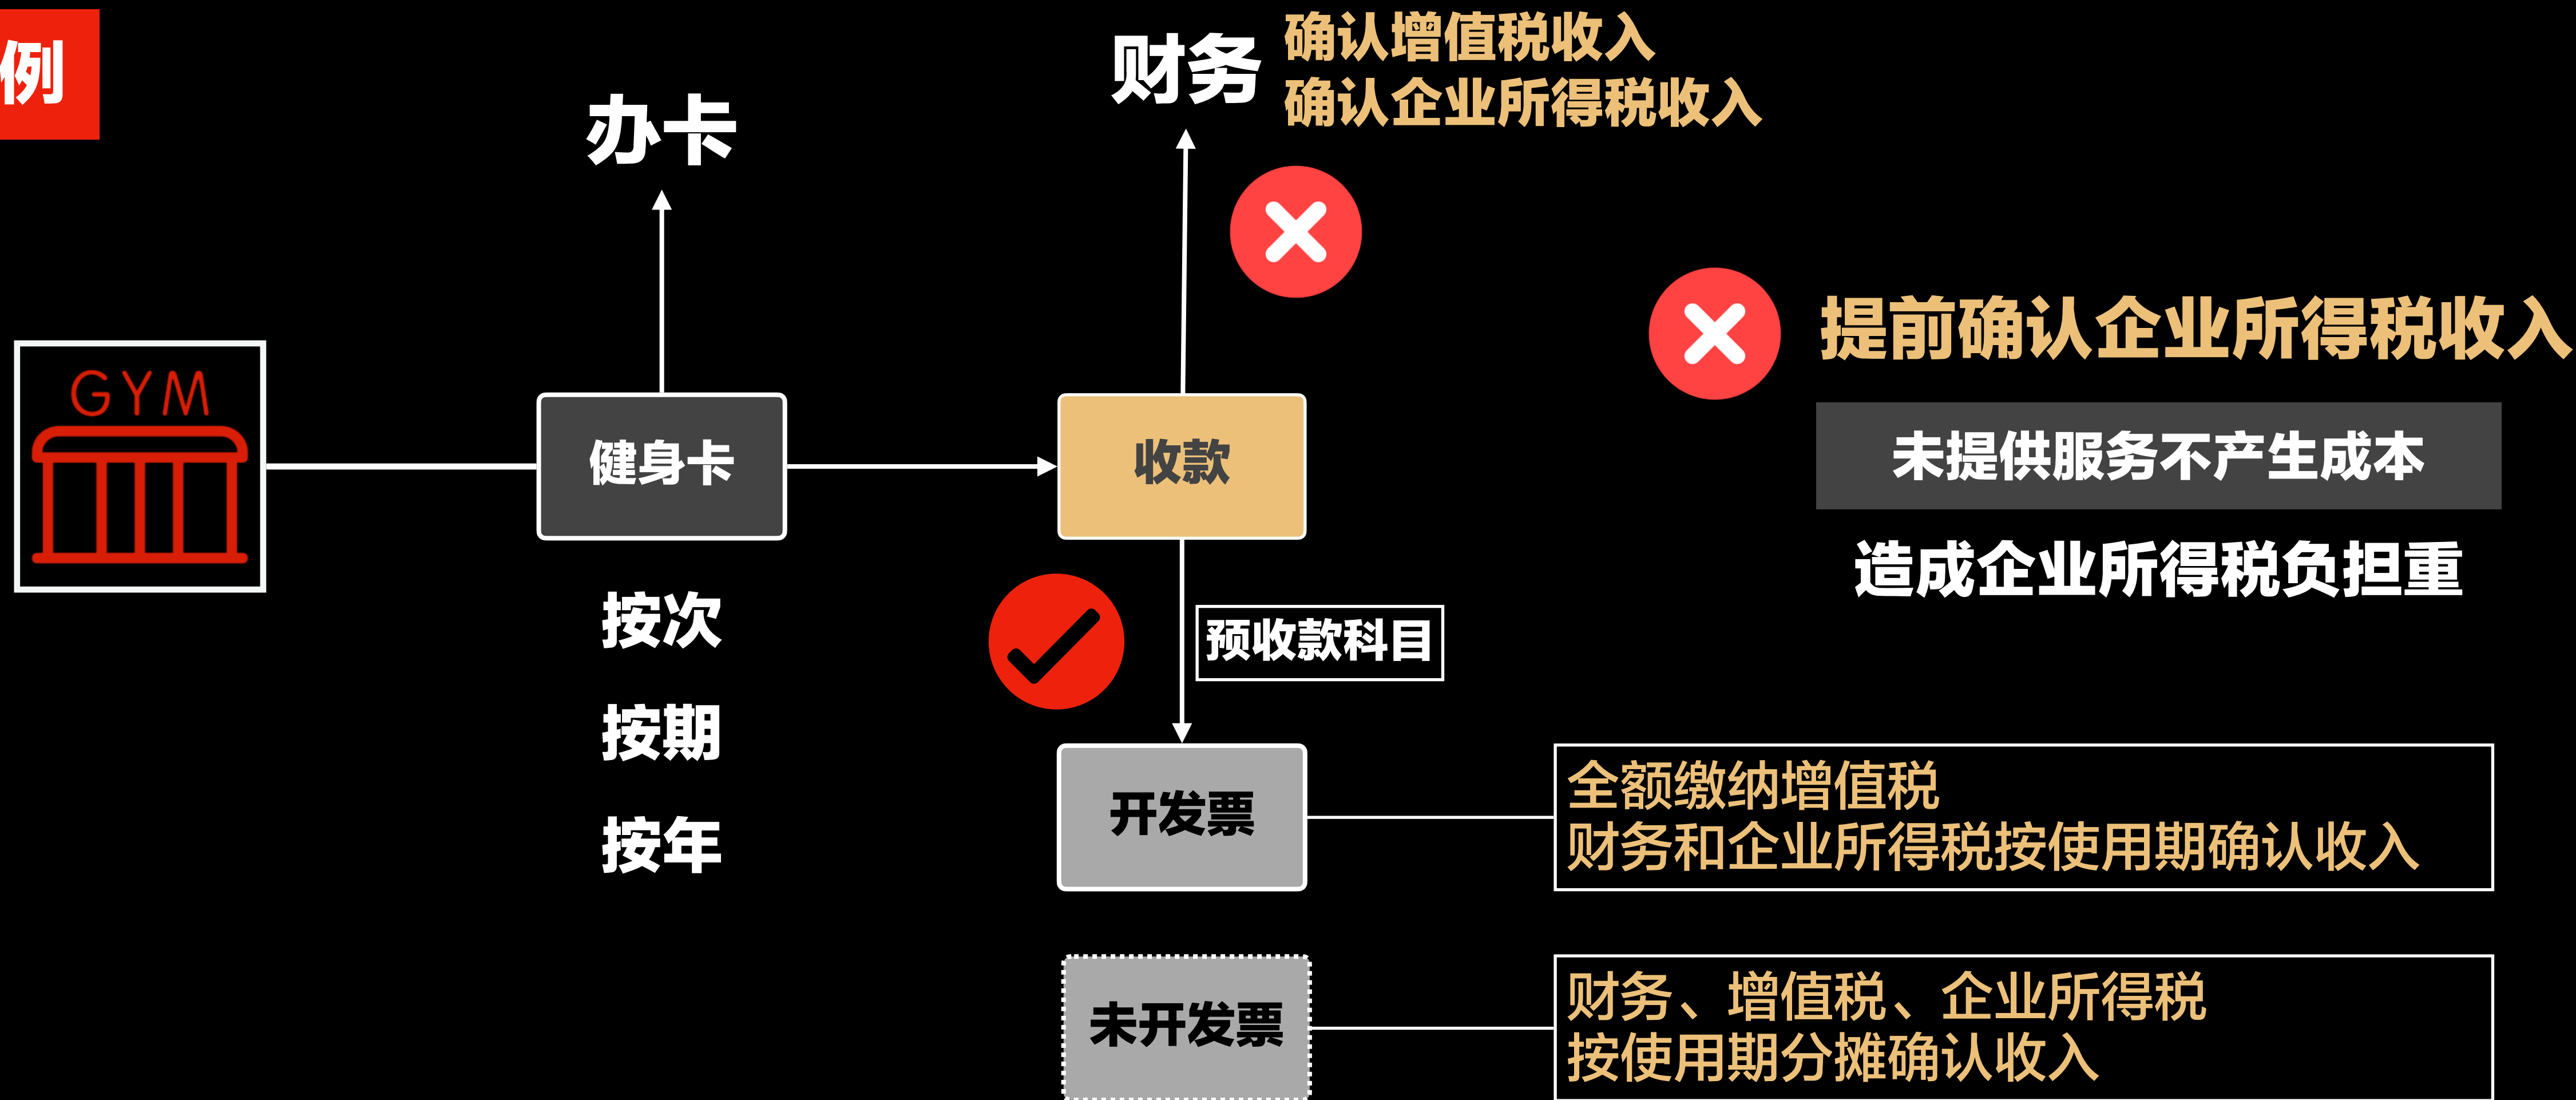 例
办卡
财务
确认增值税收入
确认企业所得税收入
GYM
健身卡
收款
提前确认企业所得税收入
未提供服务不产生成本
造成企业所得税负担重
按次
按期
按年
预收款科目
开发票
全额缴纳增值税
财务和企业所得税按使用期确认收入
未开发票
财务、增值税、企业所得税
按使用期分摊确认收入